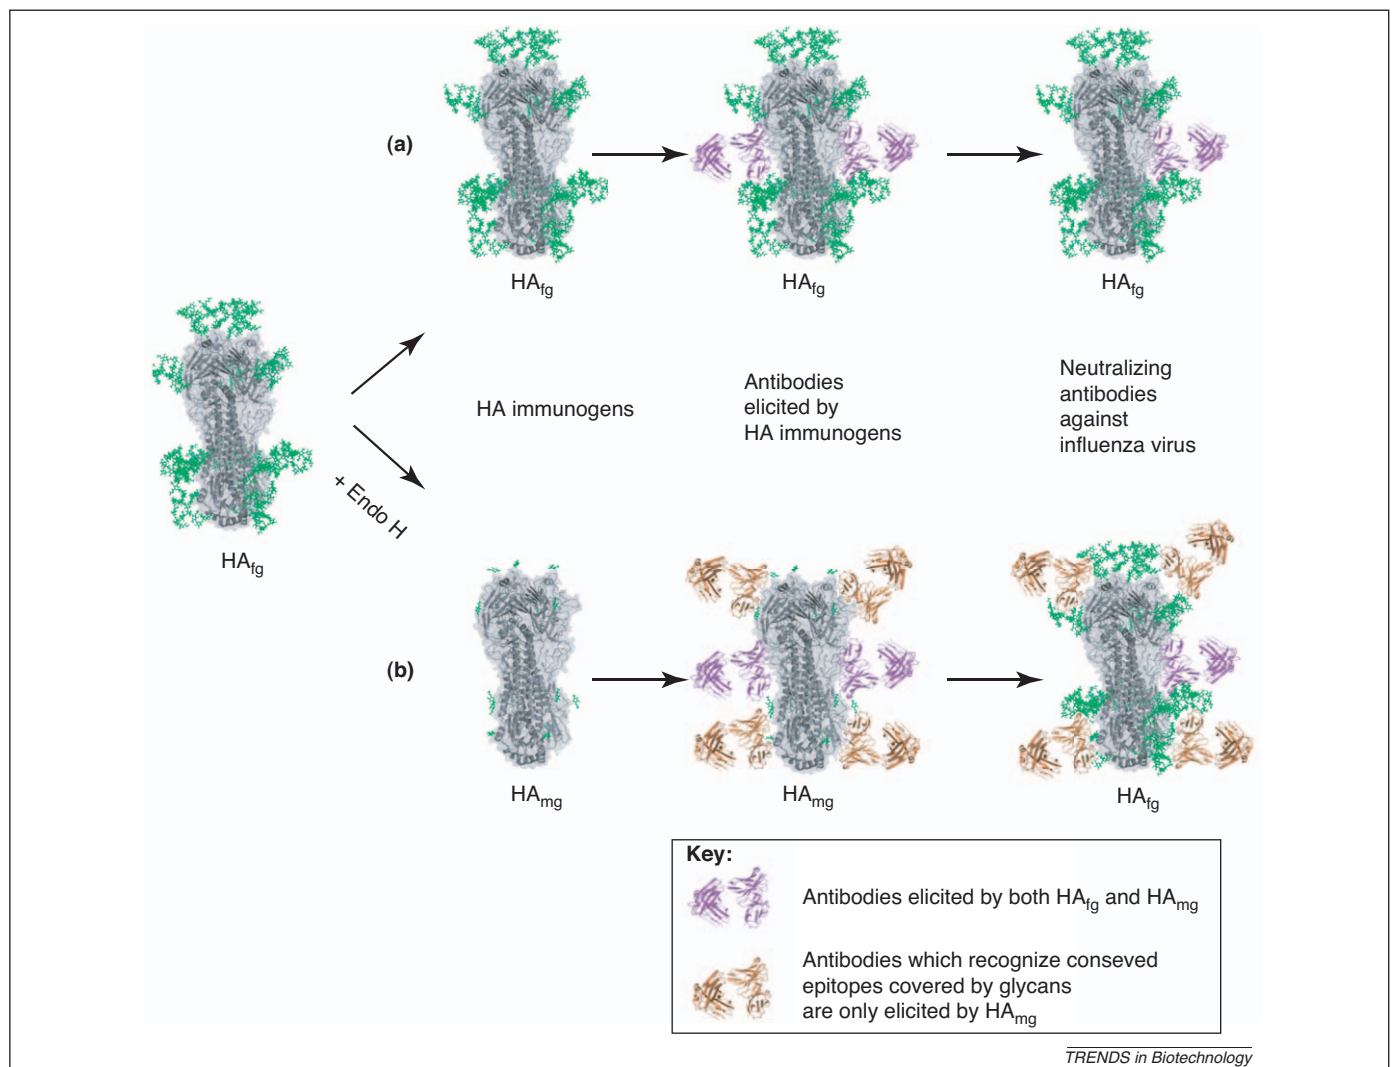 (a)
HAfg
HAfg
HAfg
HA immunogens
Antibodies
elicited by
HA immunogens
Neutralizing
antibodies
against
influenza virus
+ Endo H
HAfg
(b)
HAmg
HAmg
HAfg
Key:
Antibodies elicited by both HAfg and HAmg
Antibodies which recognize conseved
epitopes covered by glycans
are only elicited by HAmg
TRENDS in Biotechnology